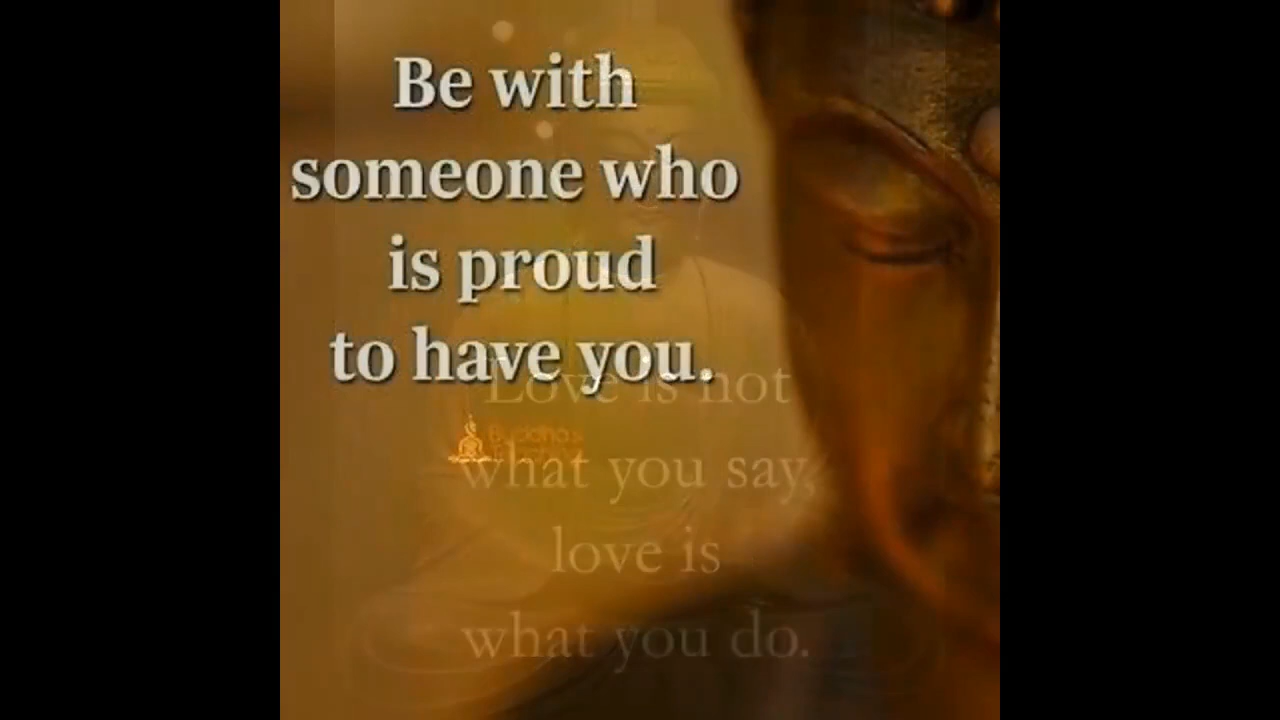 Be with
someone who
is proud
to have you.
Love is not
what you say,
love is
what you do.
Buddha's